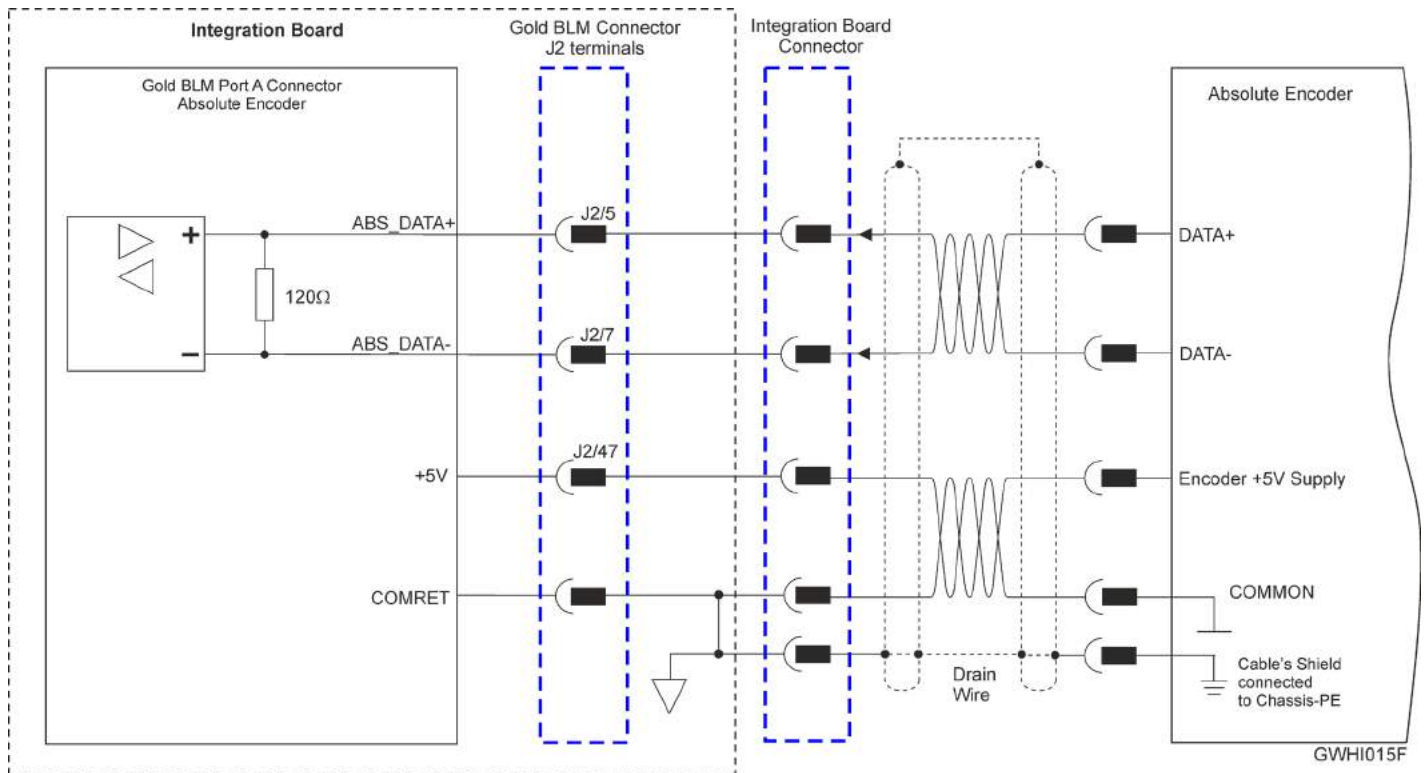 Integration Board
Gold BLM Connector
J2 terminals
Integration Board
Connector
Gold BLM Port A Connector
Absolute Encoder
Absolute Encoder
+
ABS_DATA+
J2/5
DATA+
120Ω
−
ABS_DATA-
J2/7
DATA-
+5V
J2/47
Encoder +5V Supply
COMRET
COMMON
Drain
Wire
Cable's Shield
connected
to Chassis-PE
GWHI015F